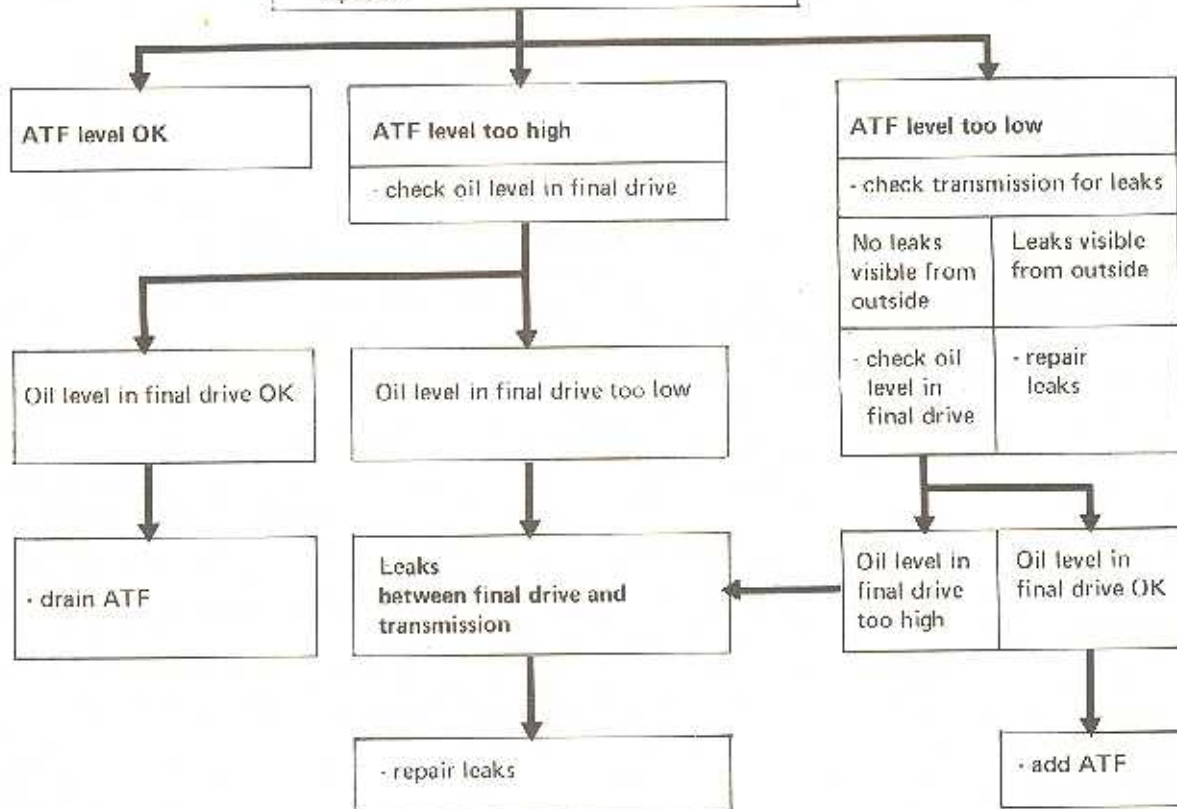 ATF level OK
ATF level too high
- check oil level in final drive
ATF level too low
- check transmission for leaks
No leaks
visible from
outside
Leaks visible
from outside
- check oil
level in
final drive
- repair
leaks
Oil level in final drive OK
Oil level in final drive too low
- drain ATF
Leaks
between final drive and
transmission
Oil level in
final drive
too high
Oil level in
final drive OK
- repair leaks
- add ATF